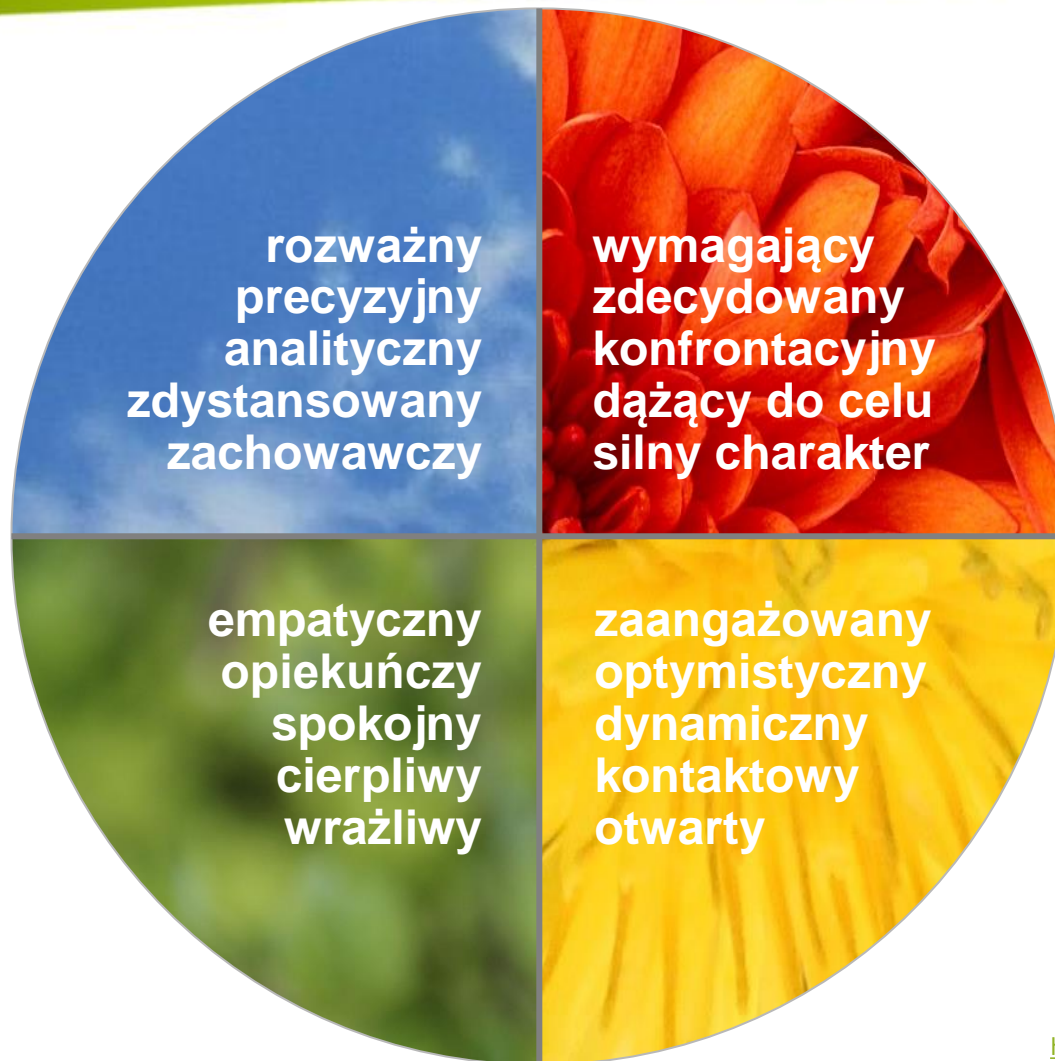 rozważny
precyzyjny
analityczny
zdystansowany
zachowawczy
wymagający
zdecydowany
konfrontacyjny
dążący do celu
silny charakter
empatyczny
opiekuńczy
spokojny
cierpliwy
wrażliwy
zaangażowany
optymistyczny
dynamiczny
kontaktowy
otwarty